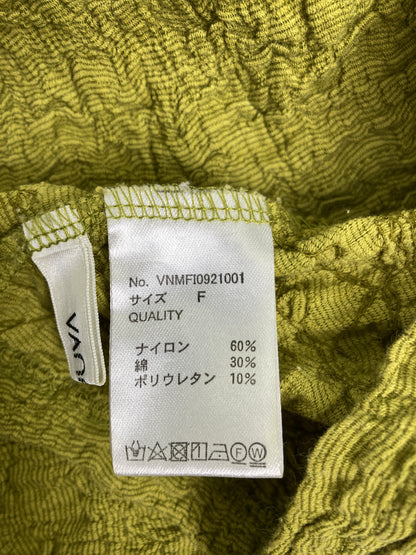 No. VNMFI0921001
サイズ F
QUALITY
ナイロン 60%
綿 30%
ポリウレタン 10%